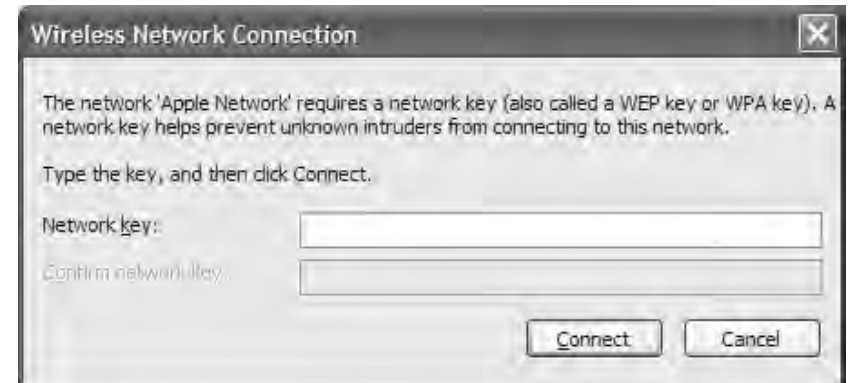 Wireless Network Connection
The network 'Apple Network' requires a network key (also called a WEP key or WPA key). A
network key helps prevent unknown intruders from connecting to this network.
Type the key, and then click Connect.
Network key:
Confirm network key:
Connect Cancel